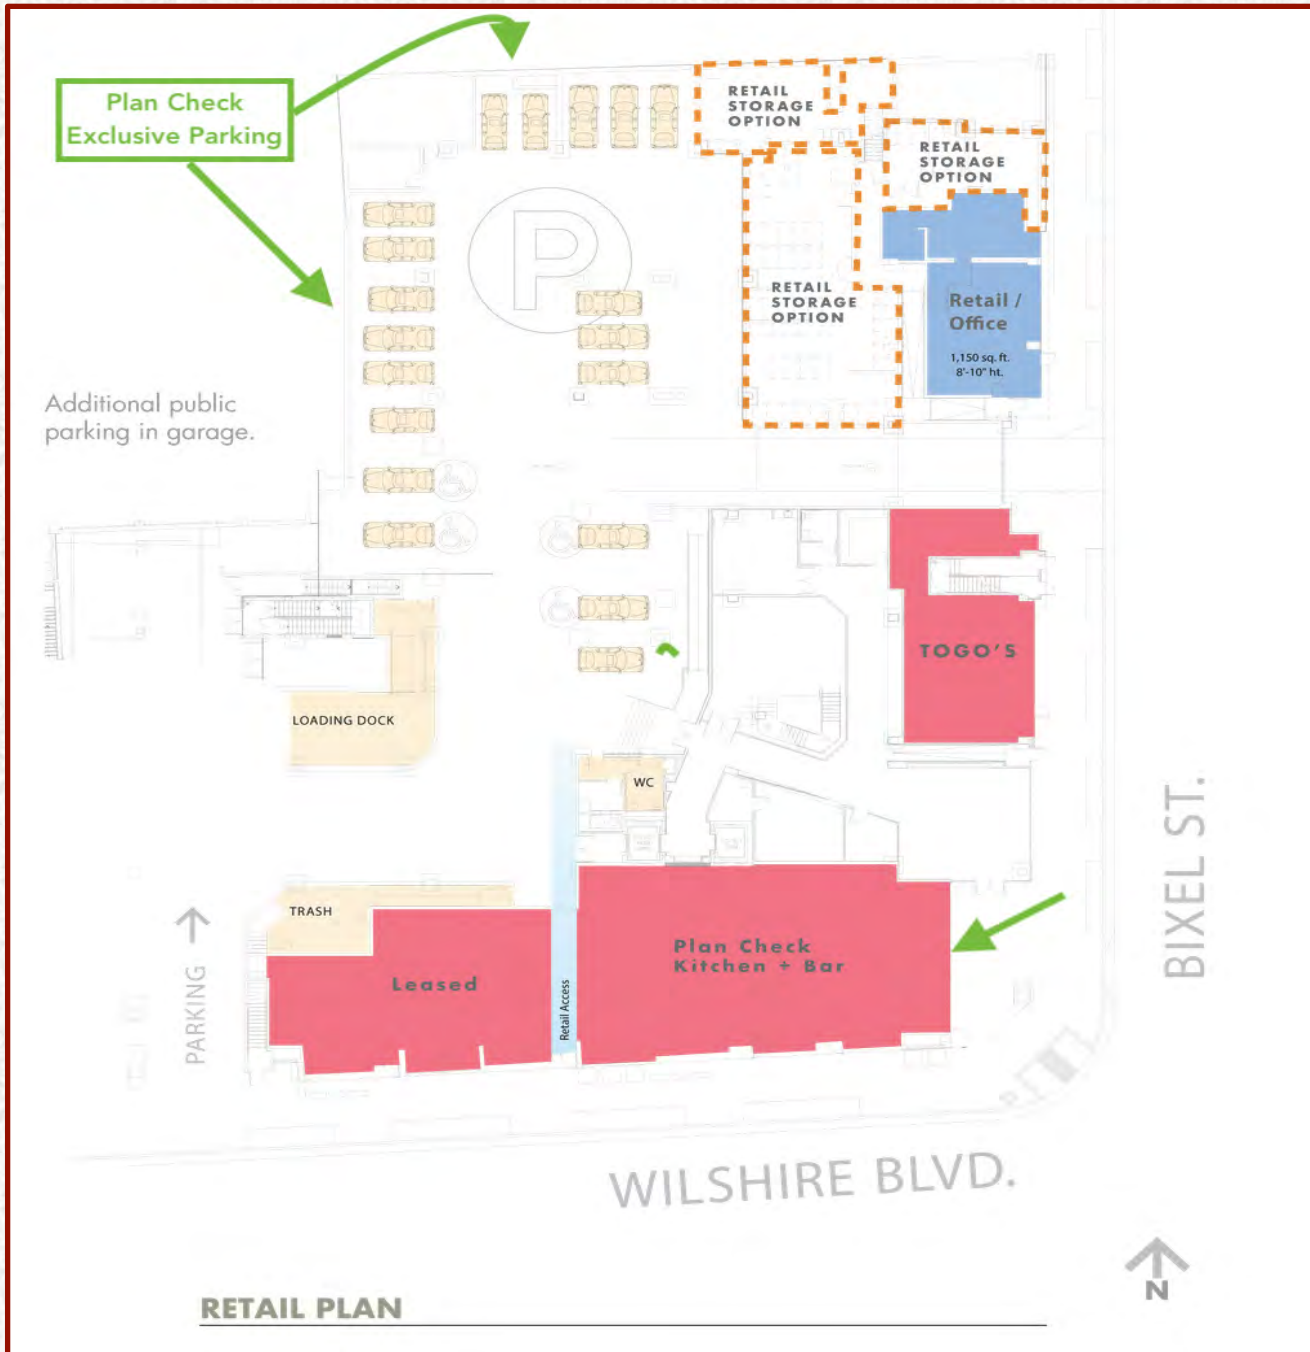 Plan Check
Exclusive Parking
RETAIL
STORAGE
OPTION
RETAIL
STORAGE
OPTION
P
RETAIL
STORAGE
OPTION
Retail /
Office
1,150 sq. ft.
8'-10" ht.
Additional public
parking in garage.
TOGO'S
LOADING DOCK
WC
TRASH
Leased
Retail Access
Plan Check
Kitchen + Bar
PARKING
BIXEL ST.
WILSHIRE BLVD.
N
RETAIL PLAN